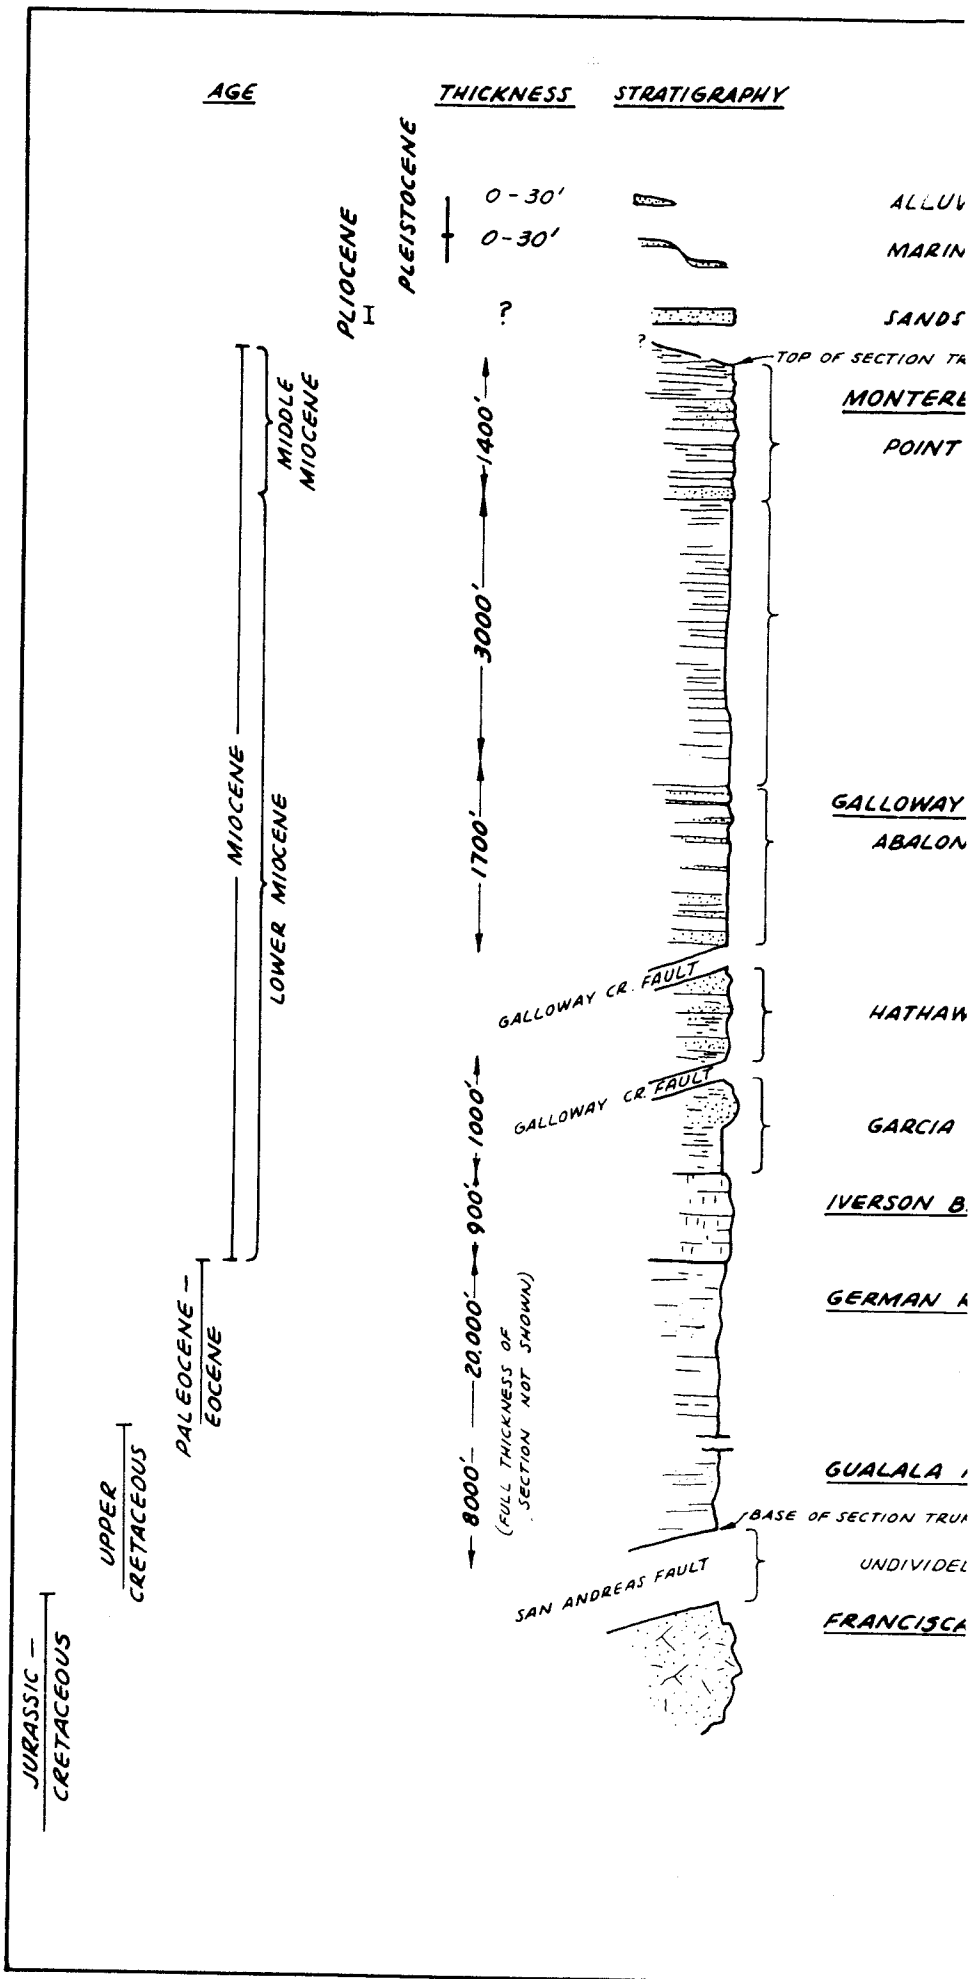 AGE THICKNESS STRATIGRAPHY
PLEISTOCENE
0-30'
ALLUV
0-30'
MARIN
PLIOCENE
?
SANDS
?
TOP OF SECTION TR
MIDDLE
MIOCENE
1400'
MONTERE
POINT
3000'
MIOCENE
LOWER MIOCENE
1700'
GALLOWAY
ABALON
GALLOWAY CR. FAULT
HATHAW
GALLOWAY CR. FAULT
1000'
GARCIA
900'
IVERSON B
PALEOCENE -
EOCENE
20,000'
(FULL THICKNESS OF
SECTION NOT SHOWN)
GERMAN
UPPER
CRETACEOUS
8000'
GUALALA
BASE OF SECTION TRU
SAN ANDREAS FAULT
UNDIVIDE
JURASSIC -
CRETACEOUS
FRANCISCA